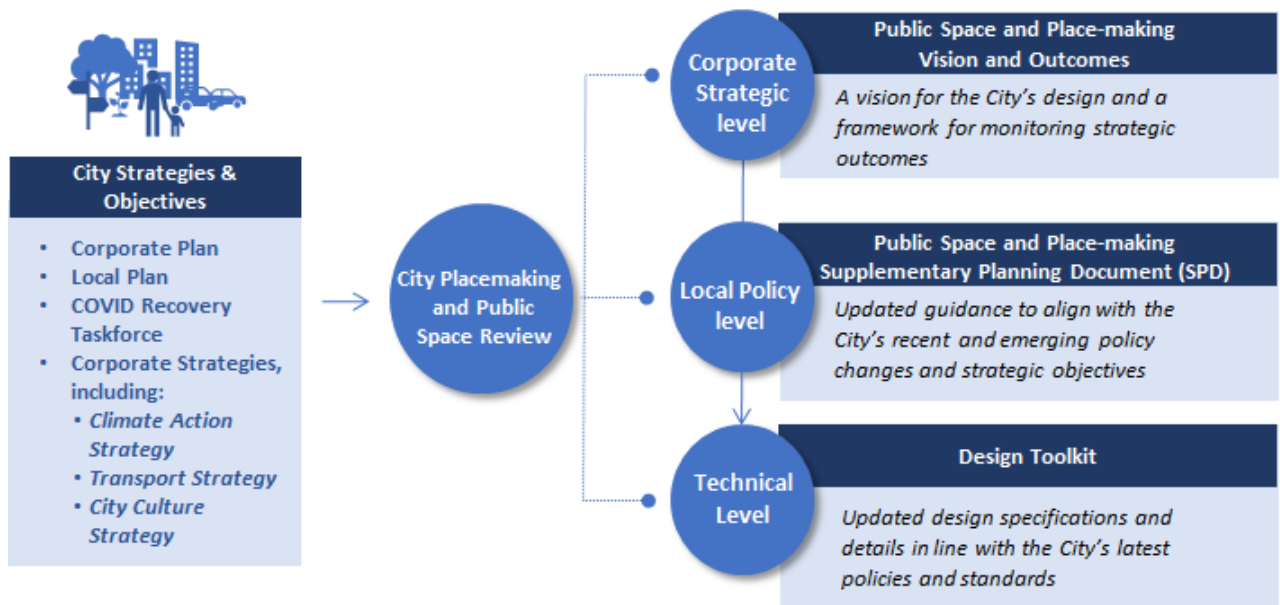 City Strategies &
Objectives
• Corporate Plan
• Local Plan
• COVID Recovery
Taskforce
• Corporate Strategies,
including:
• Climate Action
Strategy
• Transport Strategy
• City Culture
Strategy
City Placemaking
and Public
Space Review
Corporate
Strategic
level
Public Space and Place-making
Vision and Outcomes
A vision for the City's design and a
framework for monitoring strategic
outcomes
Local Policy
level
Public Space and Place-making
Supplementary Planning Document (SPD)
Updated guidance to align with the
City's recent and emerging policy
changes and strategic objectives
Technical
Level
Design Toolkit
Updated design specifications and
details in line with the City's latest
policies and standards